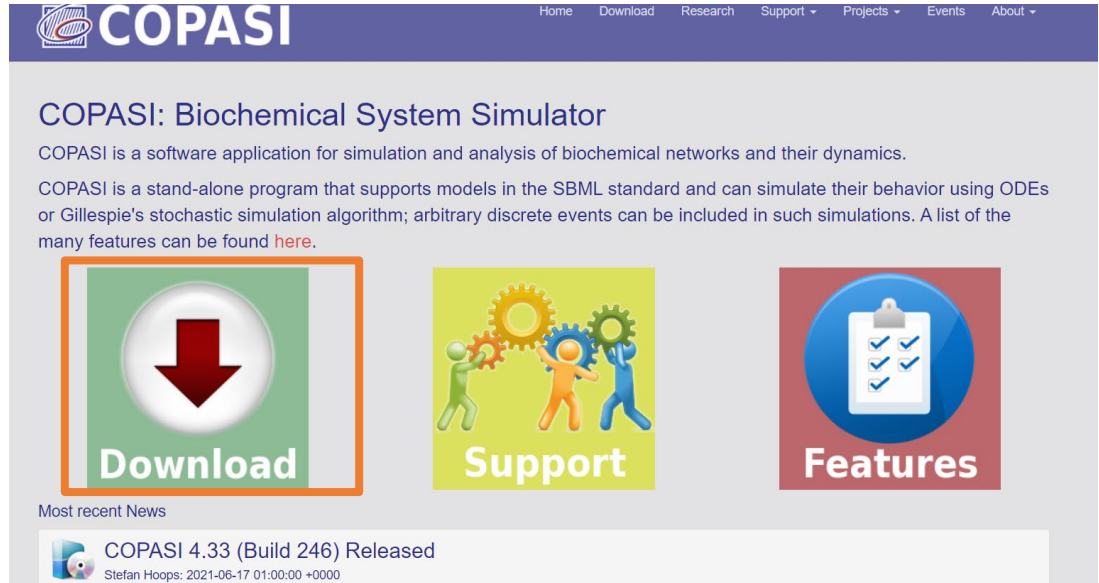 COPASI
Home Download Research Support Projects Events About
COPASI: Biochemical System Simulator
COPASI is a software application for simulation and analysis of biochemical networks and their dynamics.
COPASI is a stand-alone program that supports models in the SBML standard and can simulate their behavior using ODEs
or Gillespie's stochastic simulation algorithm; arbitrary discrete events can be included in such simulations. A list of the
many features can be found here.
Download
Support
Features
Most recent News
COPASI 4.33 (Build 246) Released
Stefan Hoops: 2021-06-17 01:00:00 +0000